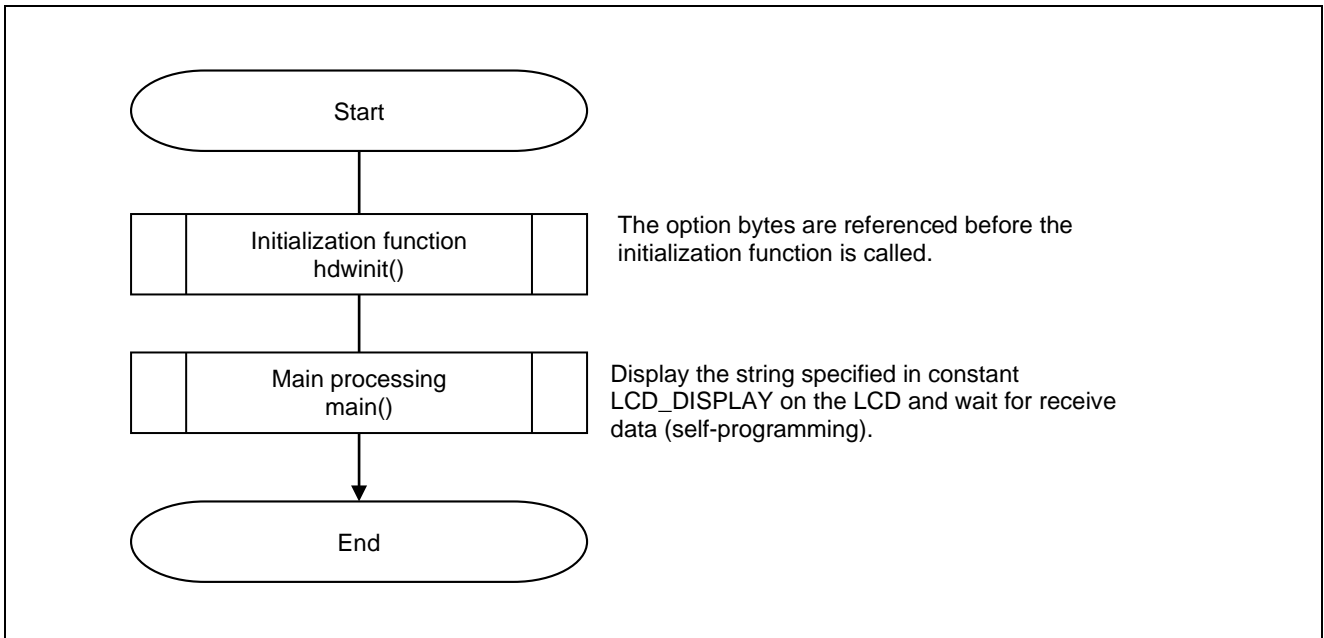 Start
Initialization function
hdwinit()
The option bytes are referenced before the
initialization function is called.
Main processing
main()
Display the string specified in constant
LCD_DISPLAY on the LCD and wait for receive
data (self-programming).
End